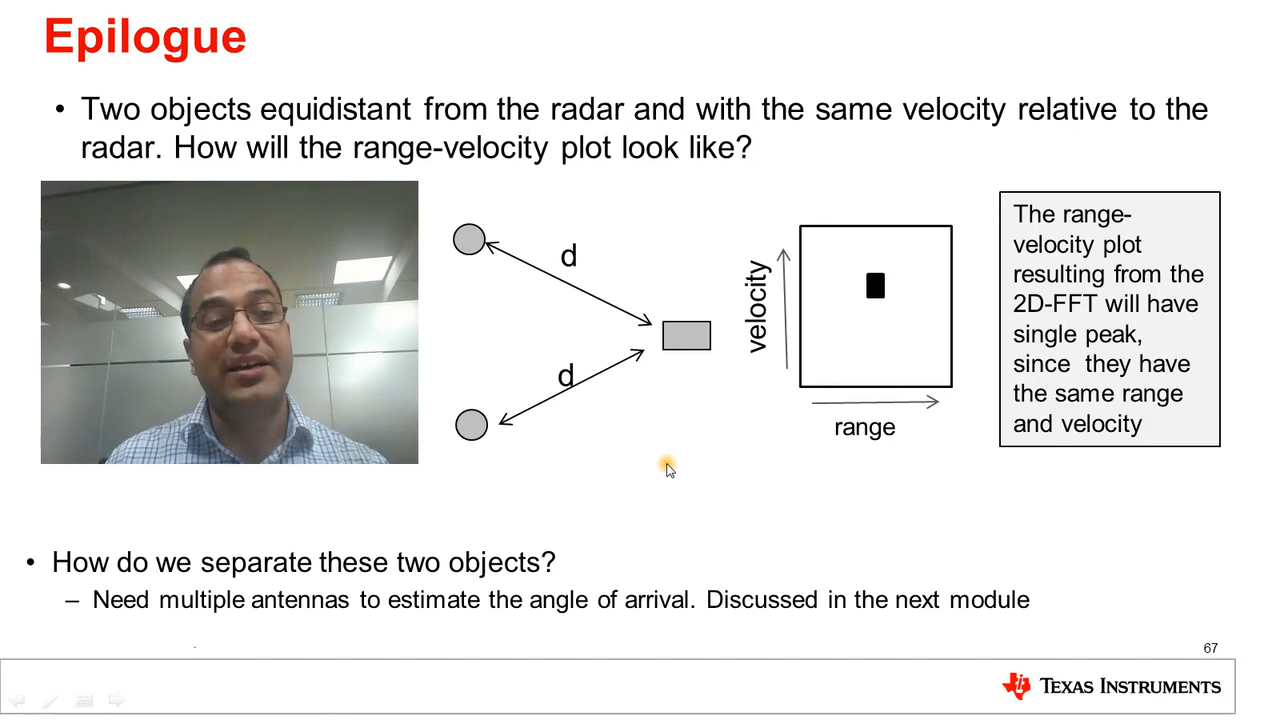 Epilogue
• Two objects equidistant from the radar and with the same velocity relative to the
radar. How will the range-velocity plot look like?
d
d
velocity
range
The range-
velocity plot
resulting from the
2D-FFT will have
single peak,
since they have
the same range
and velocity
• How do we separate these two objects?
– Need multiple antennas to estimate the angle of arrival. Discussed in the next module
67
TEXAS INSTRUMENTS